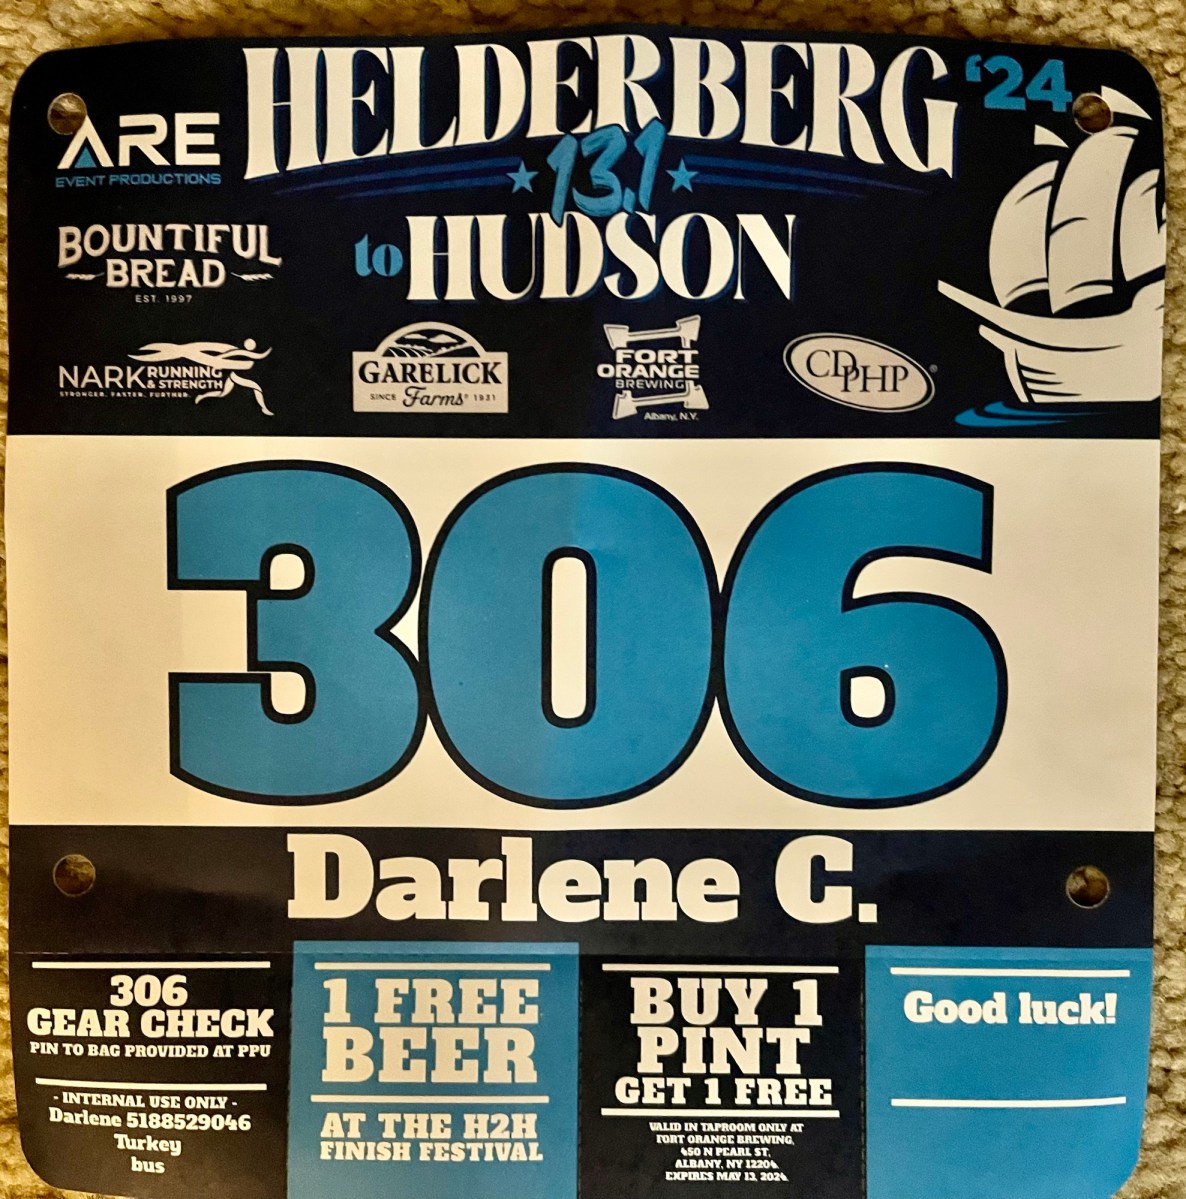 HELDERBERG '24
13.1
to HUDSON
ARE
EVENT PRODUCTIONS
BOUNTIFUL
BREAD
EST. 1997
NARK RUNNING
& STRENGTH
STRONGER. FASTER. FURTHER.
GARELICK
SINCE Farms® 1931
FORT
ORANGE
BREWING
Albany, N.Y.
CDPHP®
306
Darlene C.
306
GEAR CHECK
PIN TO BAG PROVIDED AT PPU
- INTERNAL USE ONLY -
Darlene 5188529046
Turkey
bus
1 FREE
BEER
AT THE H2H
FINISH FESTIVAL
BUY 1
PINT
GET 1 FREE
VALID IN TAPROOM ONLY AT
FORT ORANGE BREWING,
450 N PEARL ST,
ALBANY, NY 12204.
EXPIRES MAY 13, 2024.
Good luck!